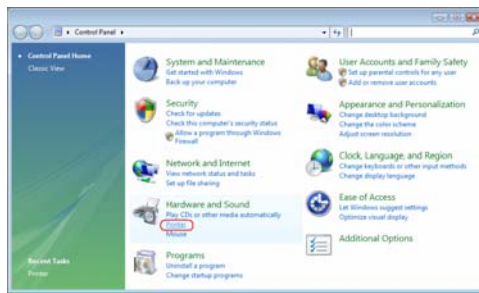 Control Panel
Control Panel Home
Classic View
System and Maintenance
Get started with Windows
Back up your computer
Security
Check for updates
Check this computer's security status
Allow a program through Windows
Firewall
Network and Internet
View network status and tasks
Set up file sharing
Hardware and Sound
Play CDs or other media automatically
Printer
Mouse
Programs
Uninstall a program
Change startup programs
User Accounts and Family Safety
Set up parental controls for any user
Add or remove user accounts
Appearance and Personalization
Change desktop background
Change the color scheme
Adjust screen resolution
Clock, Language, and Region
Change keyboards or other input methods
Change display language
Ease of Access
Let Windows suggest settings
Optimize visual display
Additional Options
Recent Tasks
Printer